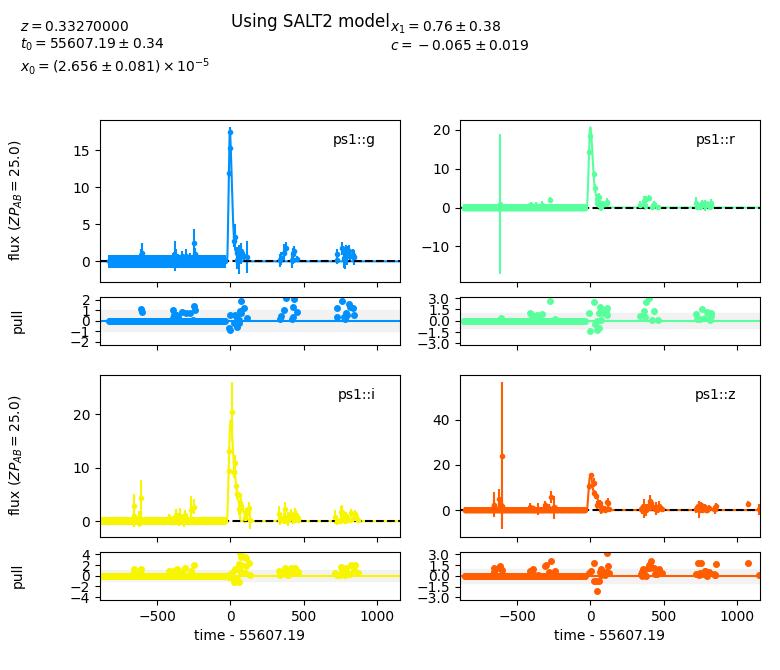 Using SALT2 model
z = 0.33270000
t₀ = 55607.19 ± 0.34
x₀ = (2.656 ± 0.081) × 10⁻⁵
x₁ = 0.76 ± 0.38
c = −0.065 ± 0.019
flux (ZP_AB = 25.0)
15
10
5
0
ps1::g
20
10
0
−10
ps1::r
pull
2
1
0
−1
−2
3.0
1.5
0.0
−1.5
−3.0
flux (ZP_AB = 25.0)
20
10
0
ps1::i
40
20
0
ps1::z
pull
4
2
0
−2
−4
3.0
1.5
0.0
−1.5
−3.0
−500 0 500 1000
−500 0 500 1000
time - 55607.19
time - 55607.19